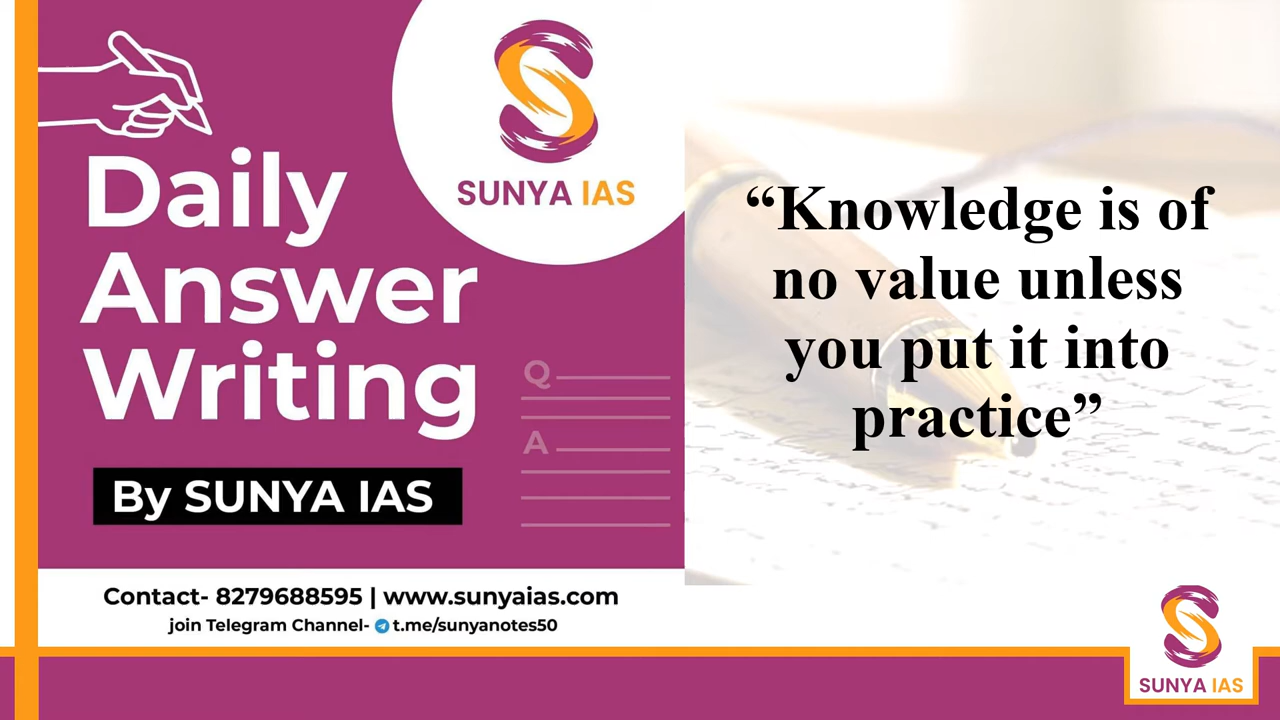 SUNYA IAS
Daily
Answer
Writing
Q
A
By SUNYA IAS
Contact- 8279688595 | www.sunyaias.com
join Telegram Channel- t.me/sunyanotes50
“Knowledge is of
no value unless
you put it into
practice”
SUNYA IAS